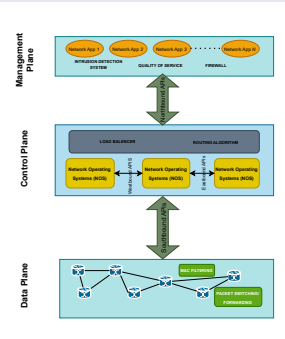 Management
Plane
Network App 1
Network App 2
Network App 3
Network App N
INTRUSION DETECTION
SYSTEM
QUALITY OF SERVICE
FIREWALL
Northbound APIs
Control Plane
LOAD BALANCER
ROUTING ALGORITHM
Network Operating
Systems (NOS)
Westbound APIS
Network Operating
Systems (NOS)
Eastbound APIs
Network Operating
Systems (NOS)
Southbound APIs
Data Plane
MAC FILTERING
PACKET SWITCHING
FORWARDING